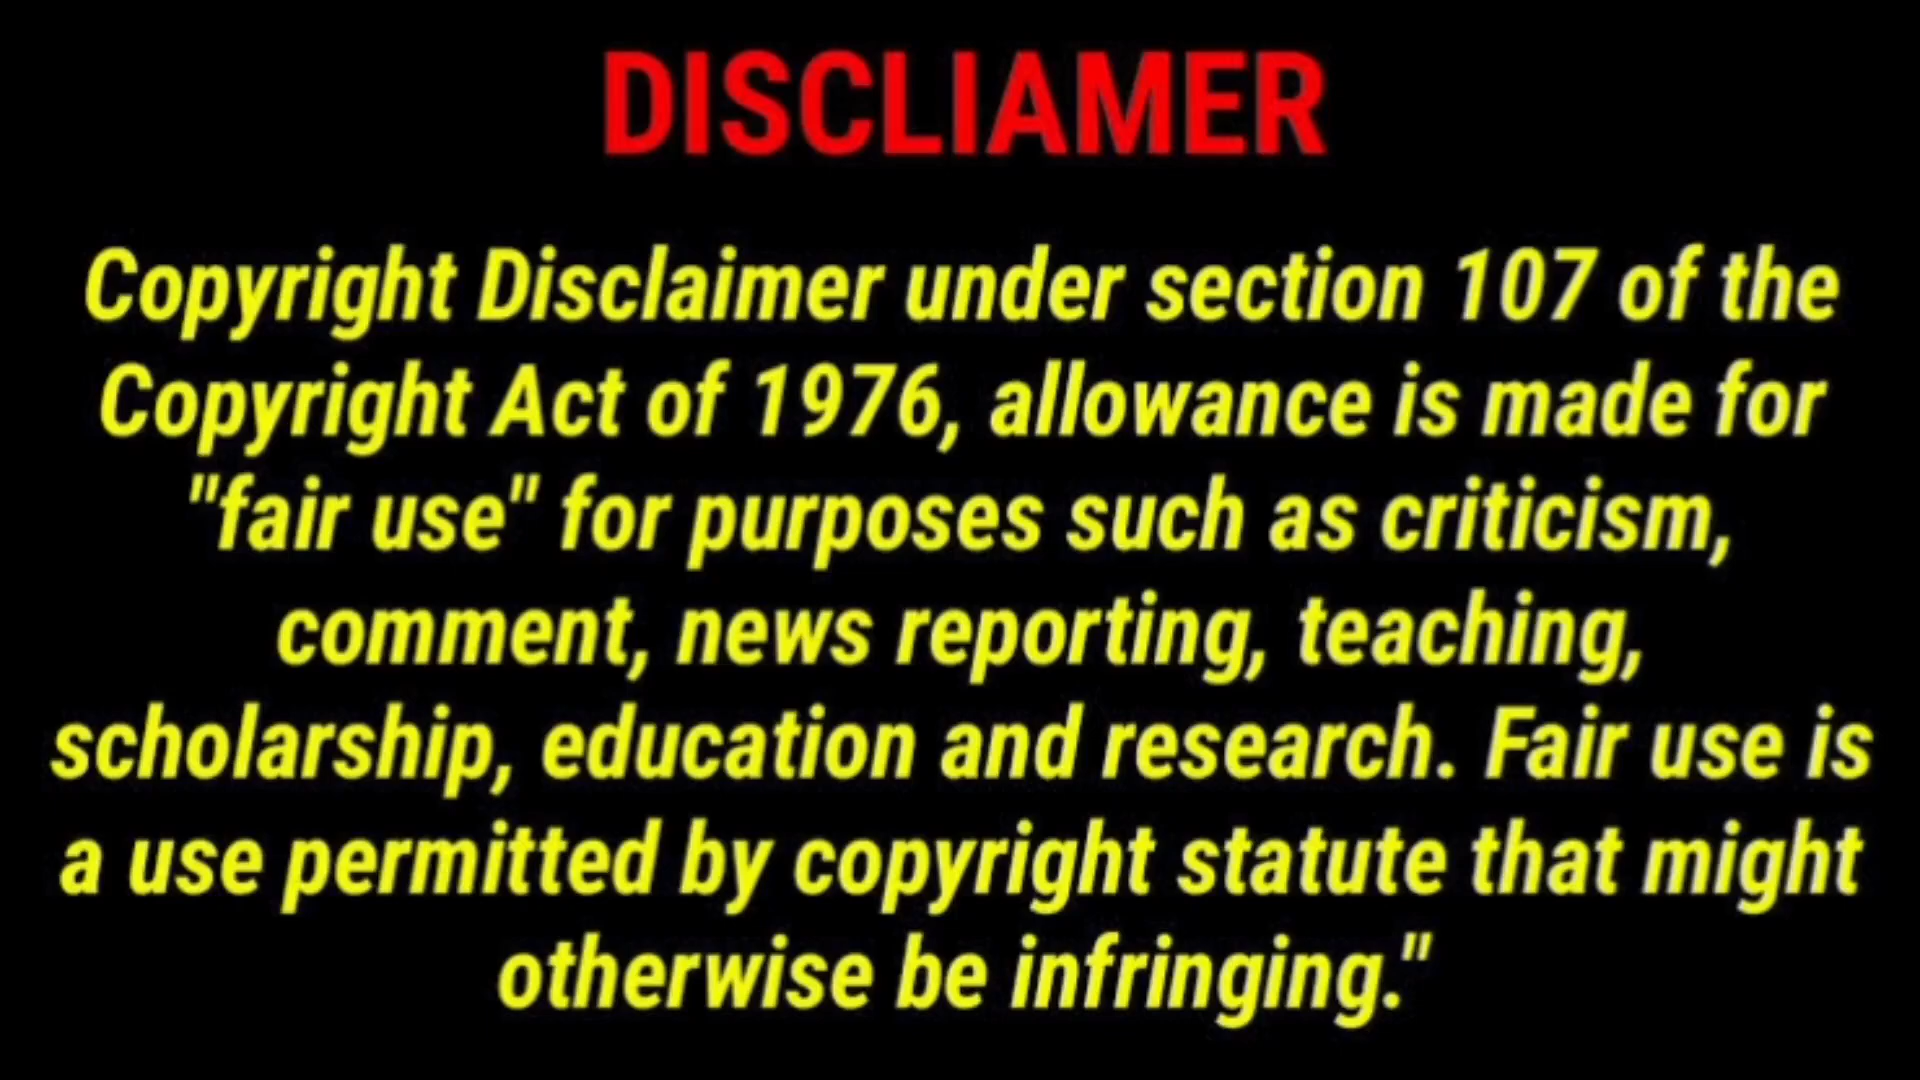 DISCLIAMER
Copyright Disclaimer under section 107 of the
Copyright Act of 1976, allowance is made for
"fair use" for purposes such as criticism,
comment, news reporting, teaching,
scholarship, education and research. Fair use is
a use permitted by copyright statute that might
otherwise be infringing."